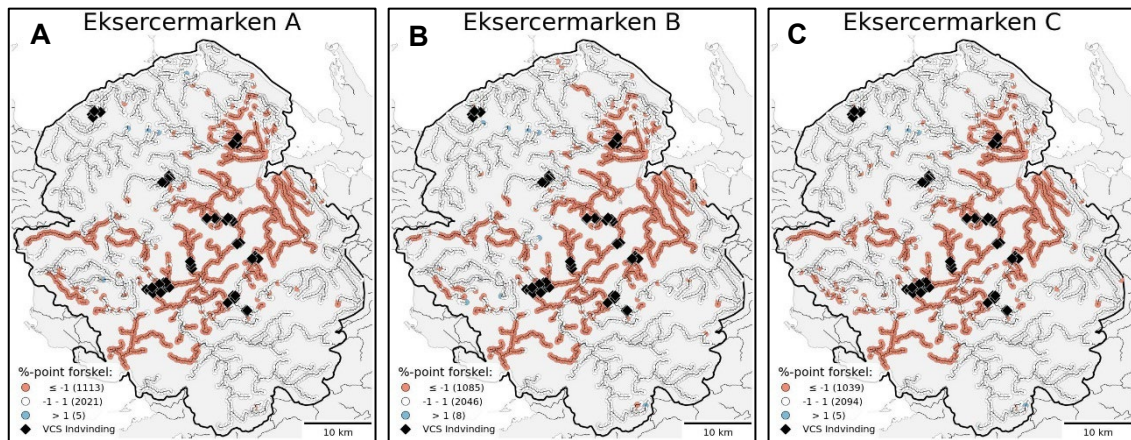 A
Eksercermarken A
%-point forskel:
≤ -1 (1113)
-1 - 1 (2021)
> 1 (5)
VCS Indvinding
10 km
B
Eksercermarken B
%-point forskel:
≤ -1 (1085)
-1 - 1 (2046)
> 1 (8)
VCS Indvinding
10 km
C
Eksercermarken C
%-point forskel:
≤ -1 (1039)
-1 - 1 (2094)
> 1 (5)
VCS Indvinding
10 km